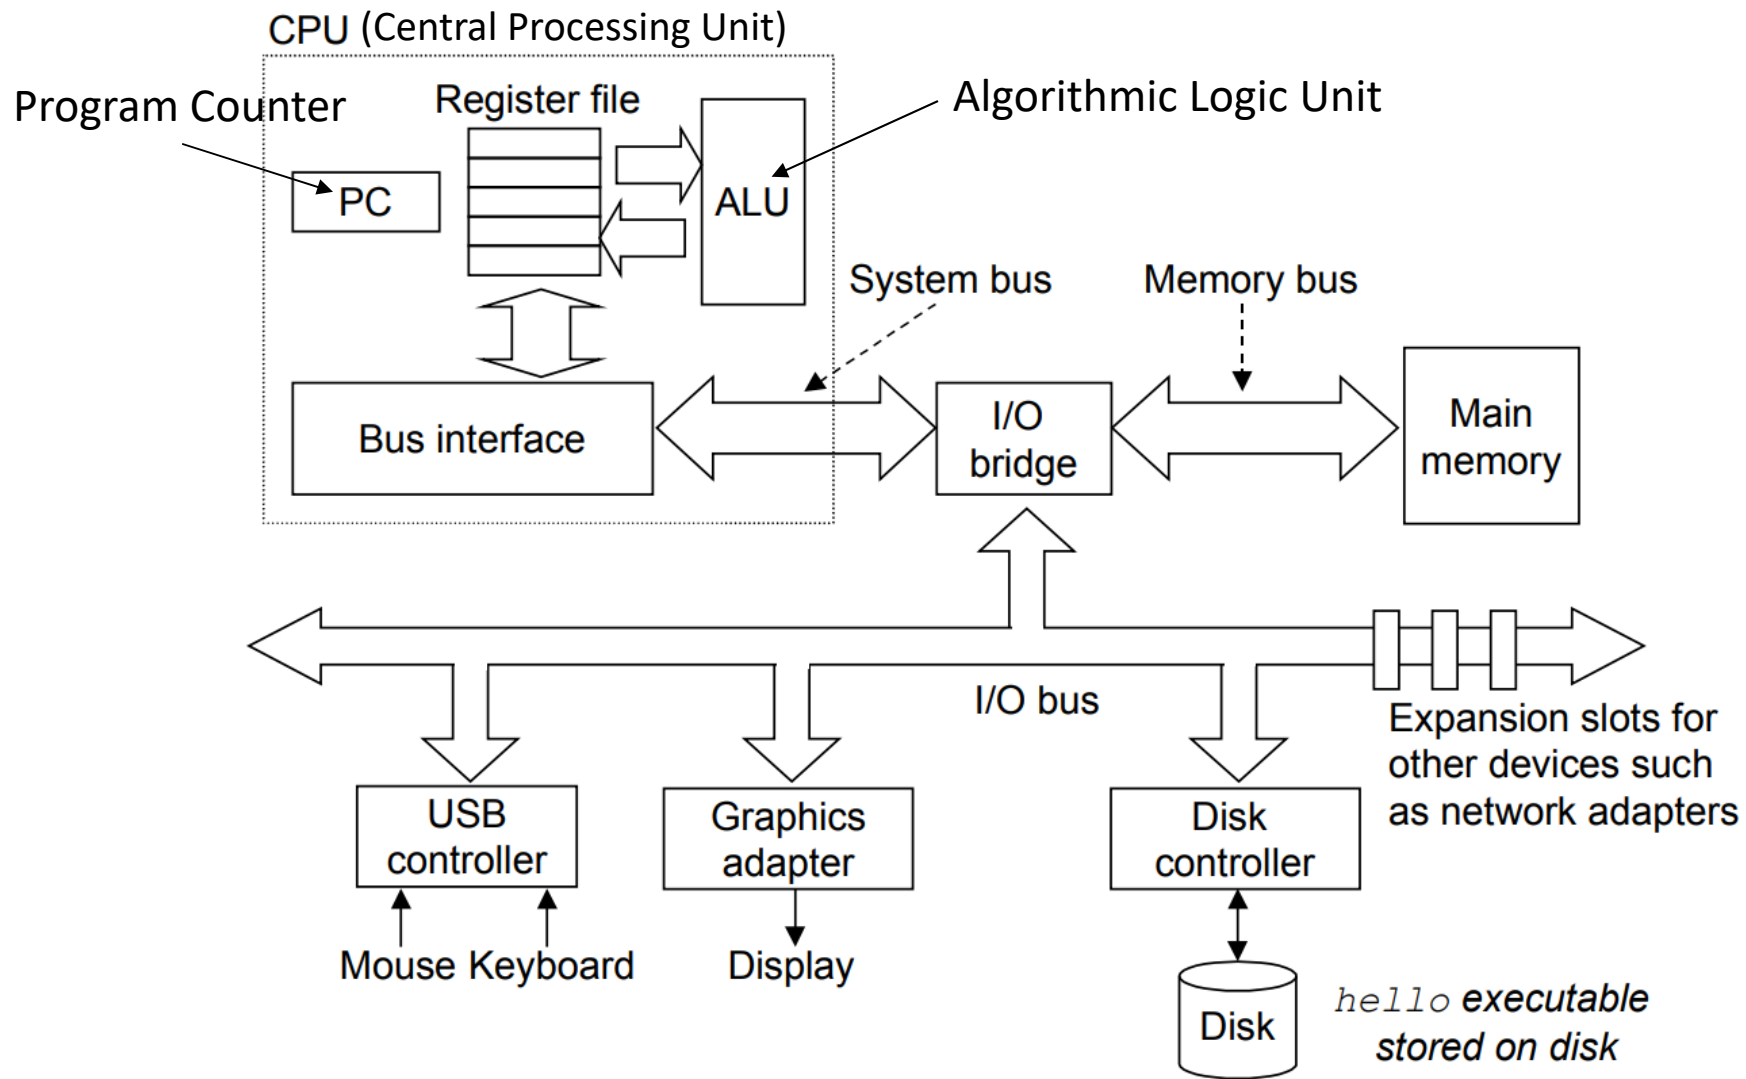 CPU (Central Processing Unit)
Program Counter
Register file
Algorithmic Logic Unit
PC
ALU
System bus
Memory bus
Bus interface
I/O
bridge
Main
memory
I/O bus
Expansion slots for
other devices such
as network adapters
USB
controller
Graphics
adapter
Disk
controller
Mouse Keyboard
Display
Disk
hello executable
stored on disk